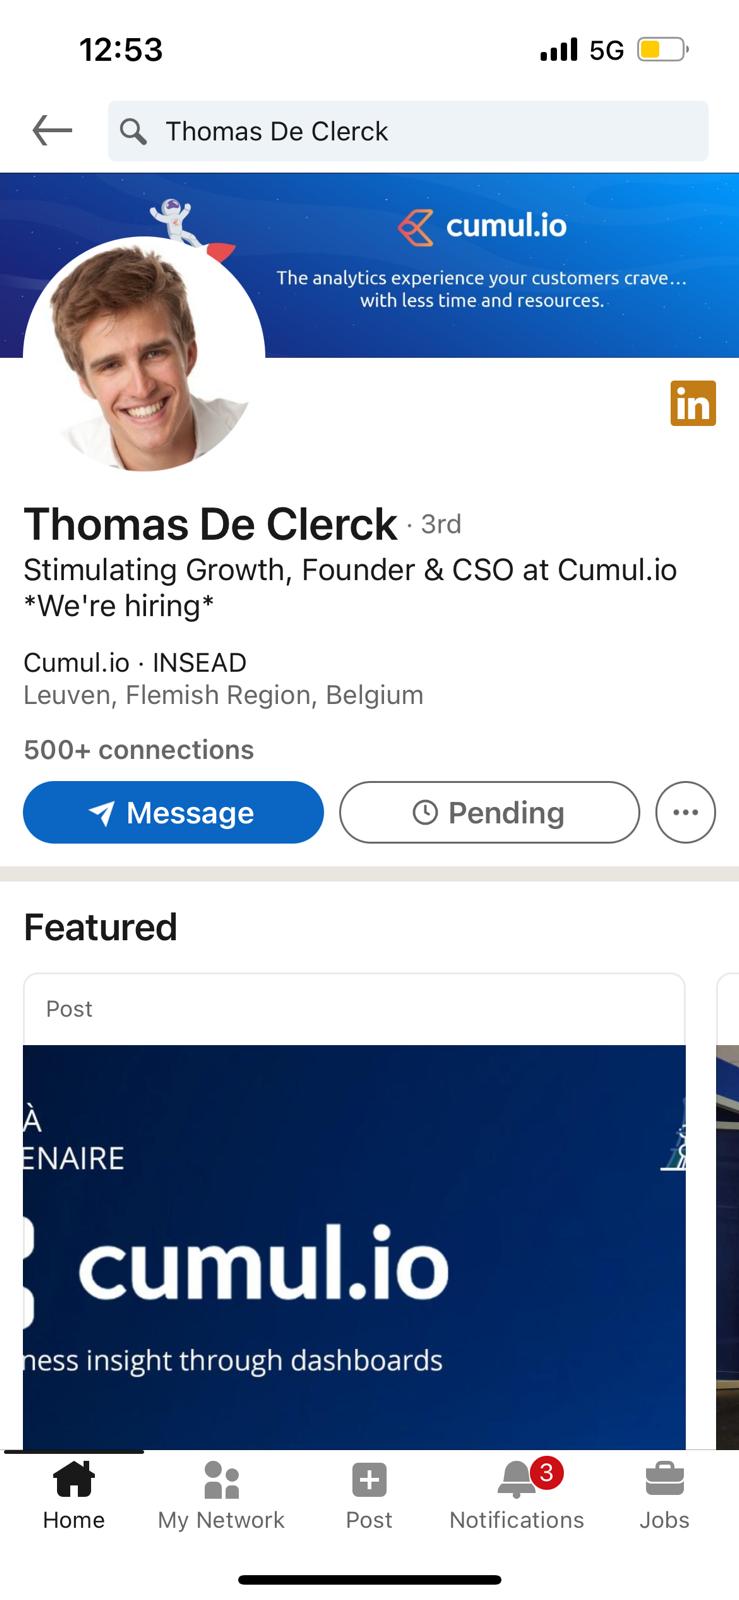 12:53
5G
Thomas De Clerck
cumul.io
The analytics experience your customers crave...
with less time and resources.
in
Thomas De Clerck · 3rd
Stimulating Growth, Founder & CSO at Cumul.io
*We're hiring*
Cumul.io · INSEAD
Leuven, Flemish Region, Belgium
500+ connections
Message
Pending
Featured
Post
À
ENAIRE
cumul.io
ness insight through dashboards
3
Home
My Network
Post
Notifications
Jobs